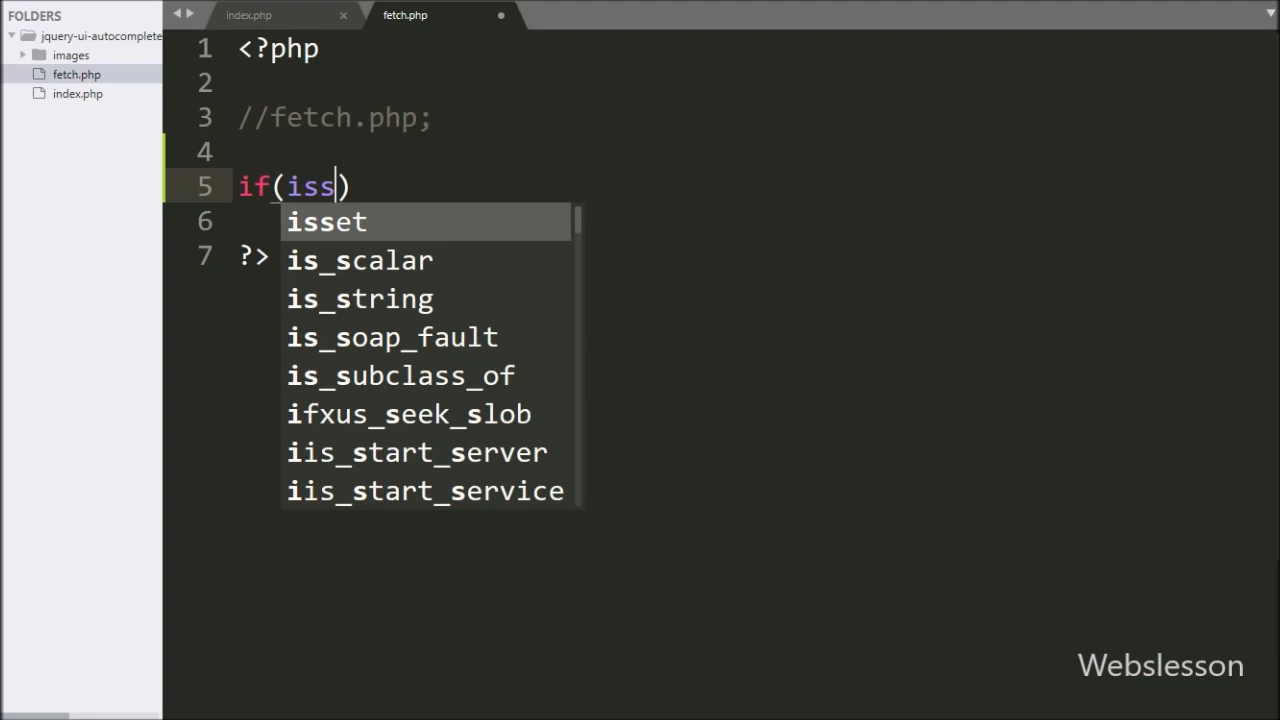 FOLDERS
jquery-ui-autocomplete
images
fetch.php
index.php
index.php
fetch.php
1 <?php
2
3 //fetch.php;
4
5 if(iss)
6
7 ?>
isset
is_scalar
is_string
is_soap_fault
is_subclass_of
ifxus_seek_slob
iis_start_server
iis_start_service
Webslesson